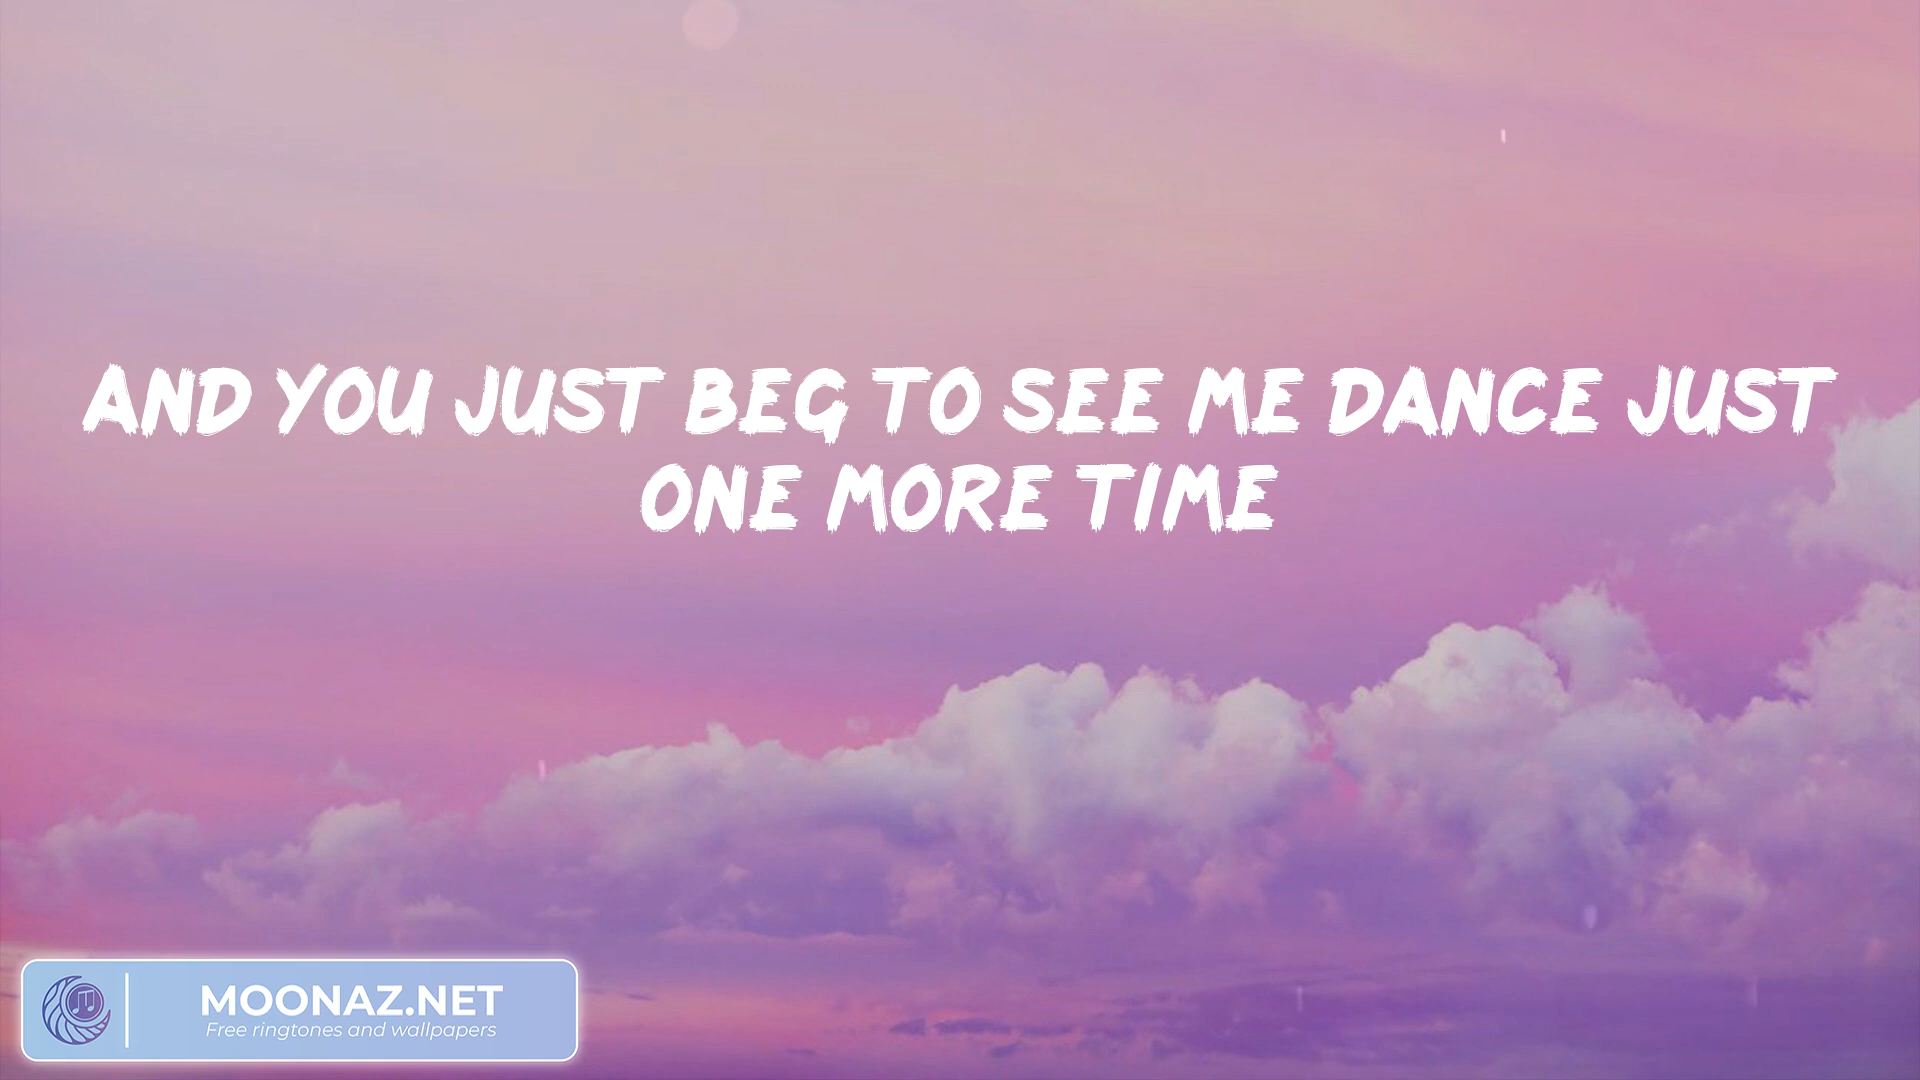 AND YOU JUST BEG TO SEE ME DANCE JUST
ONE MORE TIME
MOONAZ.NET
Free ringtones and wallpapers